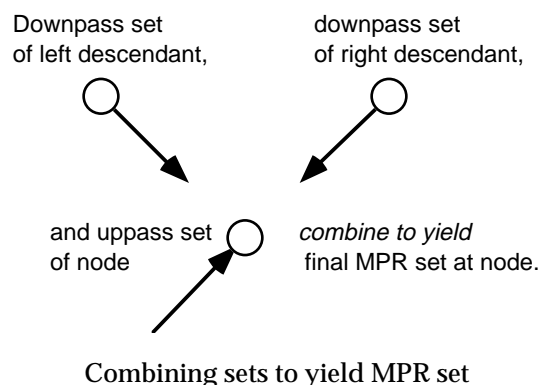 Downpass set
of left descendant,
downpass set
of right descendant,
and uppass set
of node
combine to yield
final MPR set at node.
Combining sets to yield MPR set